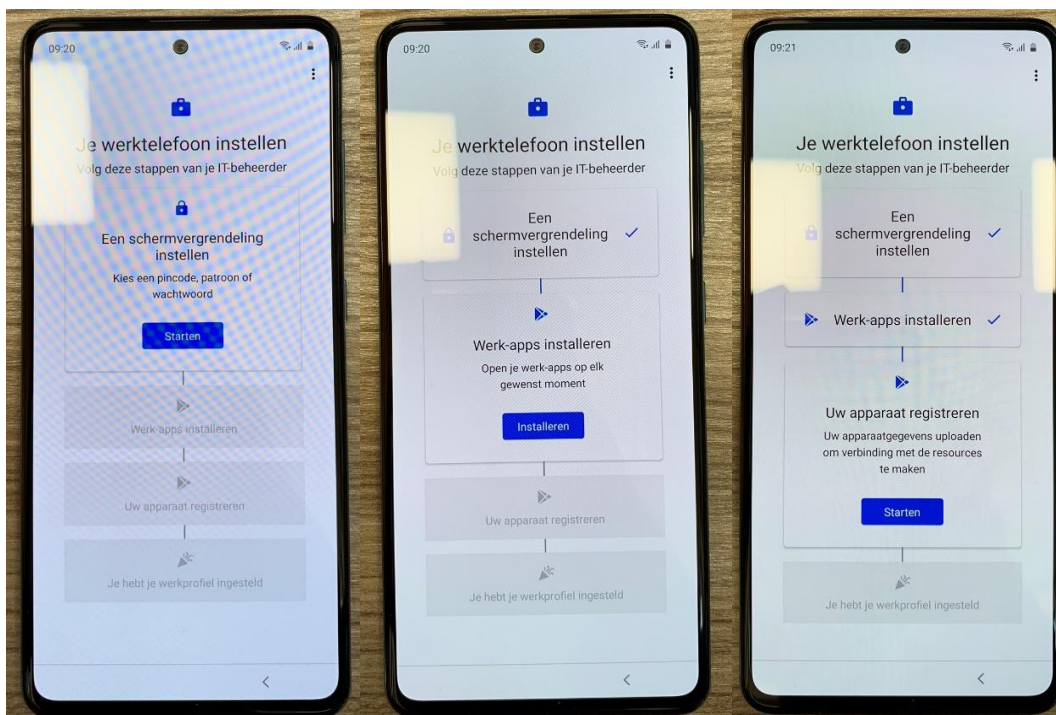 09:20
Je werktelefoon instellen
Volg deze stappen van je IT-beheerder
Een schermvergrendeling
instellen
Kies een pincode, patroon of
wachtwoord
Starten
Werk-apps installeren
Uw apparaat registreren
Je hebt je werkprofiel ingesteld
09:20
Je werktelefoon instellen
Volg deze stappen van je IT-beheerder
Een
schermvergrendeling
instellen
Werk-apps installeren
Open je werk-apps op elk
gewenst moment
Installeren
Uw apparaat registreren
Je hebt je werkprofiel ingesteld
09:21
Je werktelefoon instellen
Volg deze stappen van je IT-beheerder
Een
schermvergrendeling
instellen
Werk-apps installeren
Uw apparaat registreren
Uw apparaatgegevens uploaden
om verbinding met de resources
te maken
Starten
Je hebt je werkprofiel ingesteld